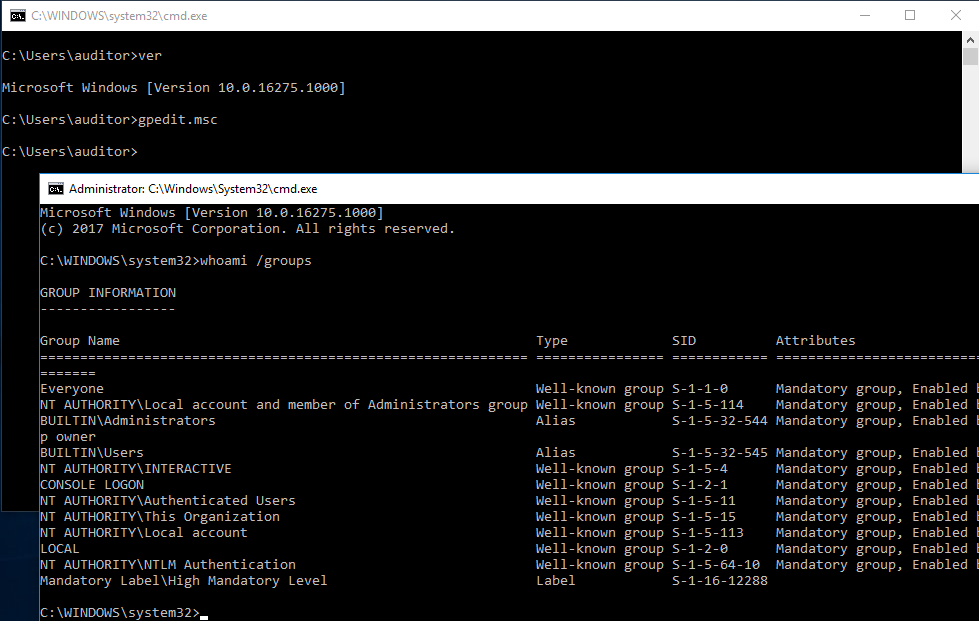 C:\WINDOWS\system32\cmd.exe
C:\Users\auditor>ver
Microsoft Windows [Version 10.0.16275.1000]
C:\Users\auditor>gpedit.msc
C:\Users\auditor>
Administrator: C:\Windows\System32\cmd.exe
Microsoft Windows [Version 10.0.16275.1000]
(c) 2017 Microsoft Corporation. All rights reserved.
C:\WINDOWS\system32>whoami /groups
GROUP INFORMATION
-----------------
Group Name Type SID Attributes
============================================================= ================ ============ ==========================
=======
Everyone Well-known group S-1-1-0 Mandatory group, Enabled
NT AUTHORITY\Local account and member of Administrators group Well-known group S-1-5-114 Mandatory group, Enabled
BUILTIN\Administrators Alias S-1-5-32-544 Mandatory group, Enabled
p owner
BUILTIN\Users Alias S-1-5-32-545 Mandatory group, Enabled
NT AUTHORITY\INTERACTIVE Well-known group S-1-5-4 Mandatory group, Enabled
CONSOLE LOGON Well-known group S-1-2-1 Mandatory group, Enabled
NT AUTHORITY\Authenticated Users Well-known group S-1-5-11 Mandatory group, Enabled
NT AUTHORITY\This Organization Well-known group S-1-5-15 Mandatory group, Enabled
NT AUTHORITY\Local account Well-known group S-1-5-113 Mandatory group, Enabled
LOCAL Well-known group S-1-2-0 Mandatory group, Enabled
NT AUTHORITY\NTLM Authentication Well-known group S-1-5-64-10 Mandatory group, Enabled
Mandatory Label\High Mandatory Level Label S-1-16-12288
C:\WINDOWS\system32>